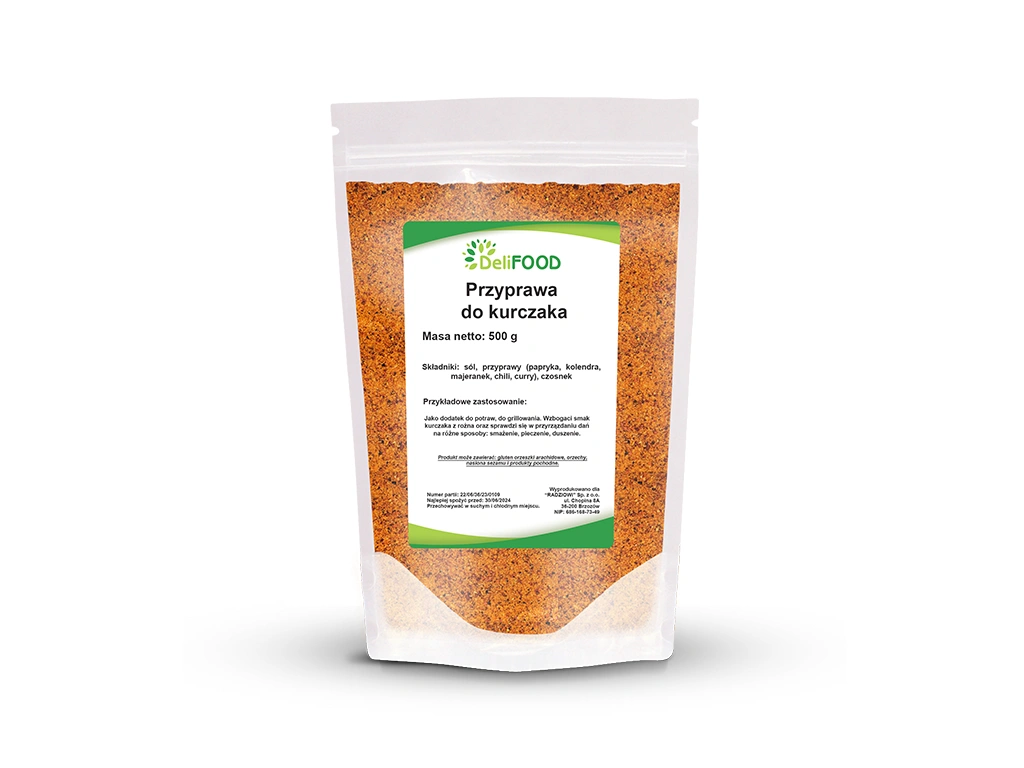 DeliFOOD
Przyprawa
do kurczaka
Masa netto: 500 g
Składniki: sól, przyprawy (papryka, kolendra,
majeranek, chili, curry), czosnek
Przykładowe zastosowanie:
Jako dodatek do potraw, do grillowania. Wzbogaci smak
kurczaka z rożna oraz sprawdzi się w przyrządzaniu dań
na różne sposoby: smażenie, pieczenie, duszenie.
Produkt może zawierać: gluten orzeszki arachidowe, orzechy,
nasiona sezamu i produkty pochodne.
Numer partii: 22/06/36/23/0109
Najlepiej spożyć przed: 30/06/2024
Przechowywać w suchym i chłodnym miejscu.
Wyprodukowano dla
"RADZIOWI" Sp. z o.o.
ul. Chopina 8A
36-200 Brzozów
NIP: 686-168-73-49